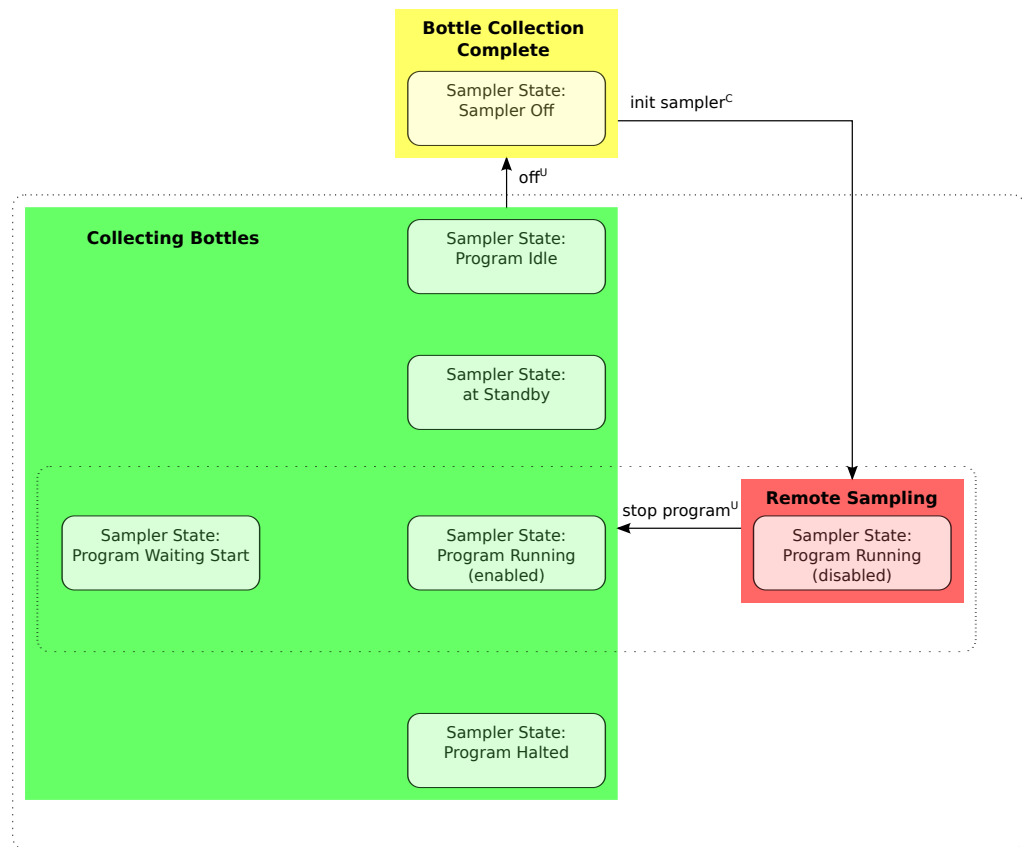 Bottle Collection
Complete
Sampler State:
Sampler Off
init sampler^C
off^U
Collecting Bottles
Sampler State:
Program Idle
Sampler State:
at Standby
Remote Sampling
stop program^U
Sampler State:
Program Waiting Start
Sampler State:
Program Running
(enabled)
Sampler State:
Program Running
(disabled)
Sampler State:
Program Halted